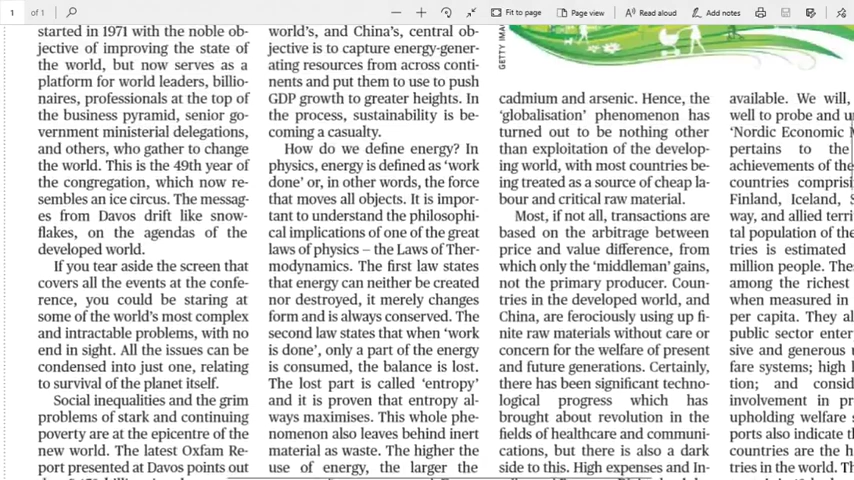 1 of 1
Fit to page
Page view
Read aloud
Add notes
started in 1971 with the noble ob-
jective of improving the state of
the world, but now serves as a
platform for world leaders, billio-
naires, professionals at the top of
the business pyramid, senior go-
vernment ministerial delegations,
and others, who gather to change
the world. This is the 49th year of
the congregation, which now re-
sembles an ice circus. The messag-
es from Davos drift like snow-
flakes, on the agendas of the
developed world.
If you tear aside the screen that
covers all the events at the confe-
rence, you could be staring at
some of the world's most complex
and intractable problems, with no
end in sight. All the issues can be
condensed into just one, relating
to survival of the planet itself.
Social inequalities and the grim
problems of stark and continuing
poverty are at the epicentre of the
new world. The latest Oxfam Re-
port presented at Davos points out
world's, and China's, central ob-
jective is to capture energy-gener-
ating resources from across conti-
nents and put them to use to push
GDP growth to greater heights. In
the process, sustainability is be-
coming a casualty.
How do we define energy? In
physics, energy is defined as 'work
done' or, in other words, the force
that moves all objects. It is impor-
tant to understand the philosophi-
cal implications of one of the great
laws of physics – the Laws of Ther-
modynamics. The first law states
that energy can neither be created
nor destroyed, it merely changes
form and is always conserved. The
second law states that when 'work
is done', only a part of the energy
is consumed, the balance is lost.
The lost part is called 'entropy'
and it is proven that entropy al-
ways maximises. This whole phe-
nomenon also leaves behind inert
material as waste. The higher the
use of energy, the larger the
GETTY IMA
cadmium and arsenic. Hence, the
'globalisation' phenomenon has
turned out to be nothing other
than exploitation of the develop-
ing world, with most countries be-
ing treated as a source of cheap la-
bour and critical raw material.
Most, if not all, transactions are
based on the arbitrage between
price and value difference, from
which only the 'middleman' gains,
not the primary producer. Coun-
tries in the developed world, and
China, are ferociously using up fi-
nite raw materials without care or
concern for the welfare of present
and future generations. Certainly,
there has been significant techno-
logical progress which has
brought about revolution in the
fields of healthcare and communi-
cations, but there is also a dark
side to this. High expenses and In-
available. We will,
well to probe and u
'Nordic Economic M
pertains to the
achievements of the
countries compris
Finland, Iceland, S
way, and allied terri
tal population of the
tries is estimated
million people. The
among the richest
when measured in
per capita. They al
public sector enter
sive and generous u
fare systems; high l
tion; and consid
involvement in pr
upholding welfare s
ports also indicate t
countries are the h
tries in the world. Th